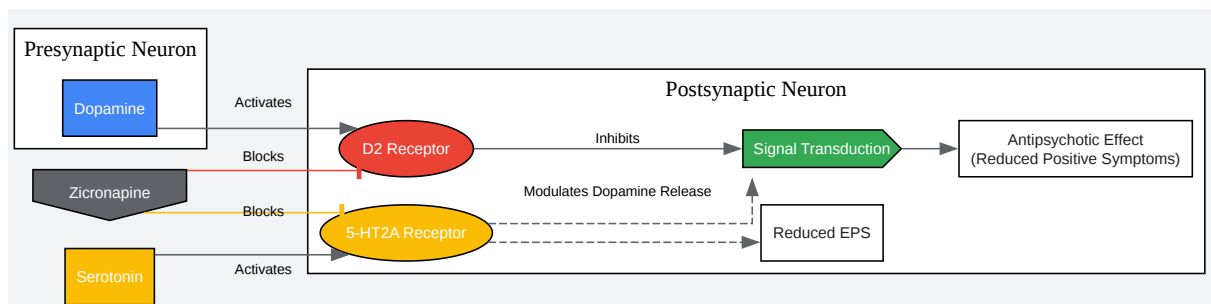 Presynaptic Neuron
Dopamine
Activates
Postsynaptic Neuron
D2 Receptor
Inhibits
Signal Transduction
Antipsychotic Effect
(Reduced Positive Symptoms)
Blocks
Zicronapine
Modulates Dopamine Release
Blocks
5-HT2A Receptor
Reduced EPS
Serotonin
Activates